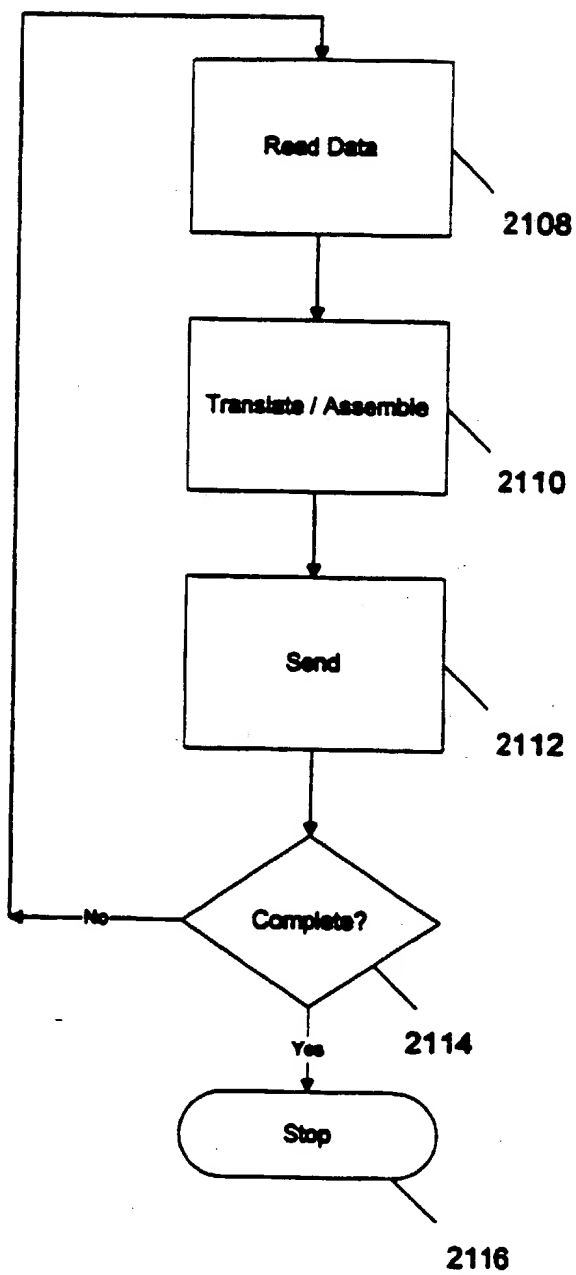 Read Data
2108
Translate / Assemble
2110
Send
2112
Complete?
No
2114
Yes
Stop
2116